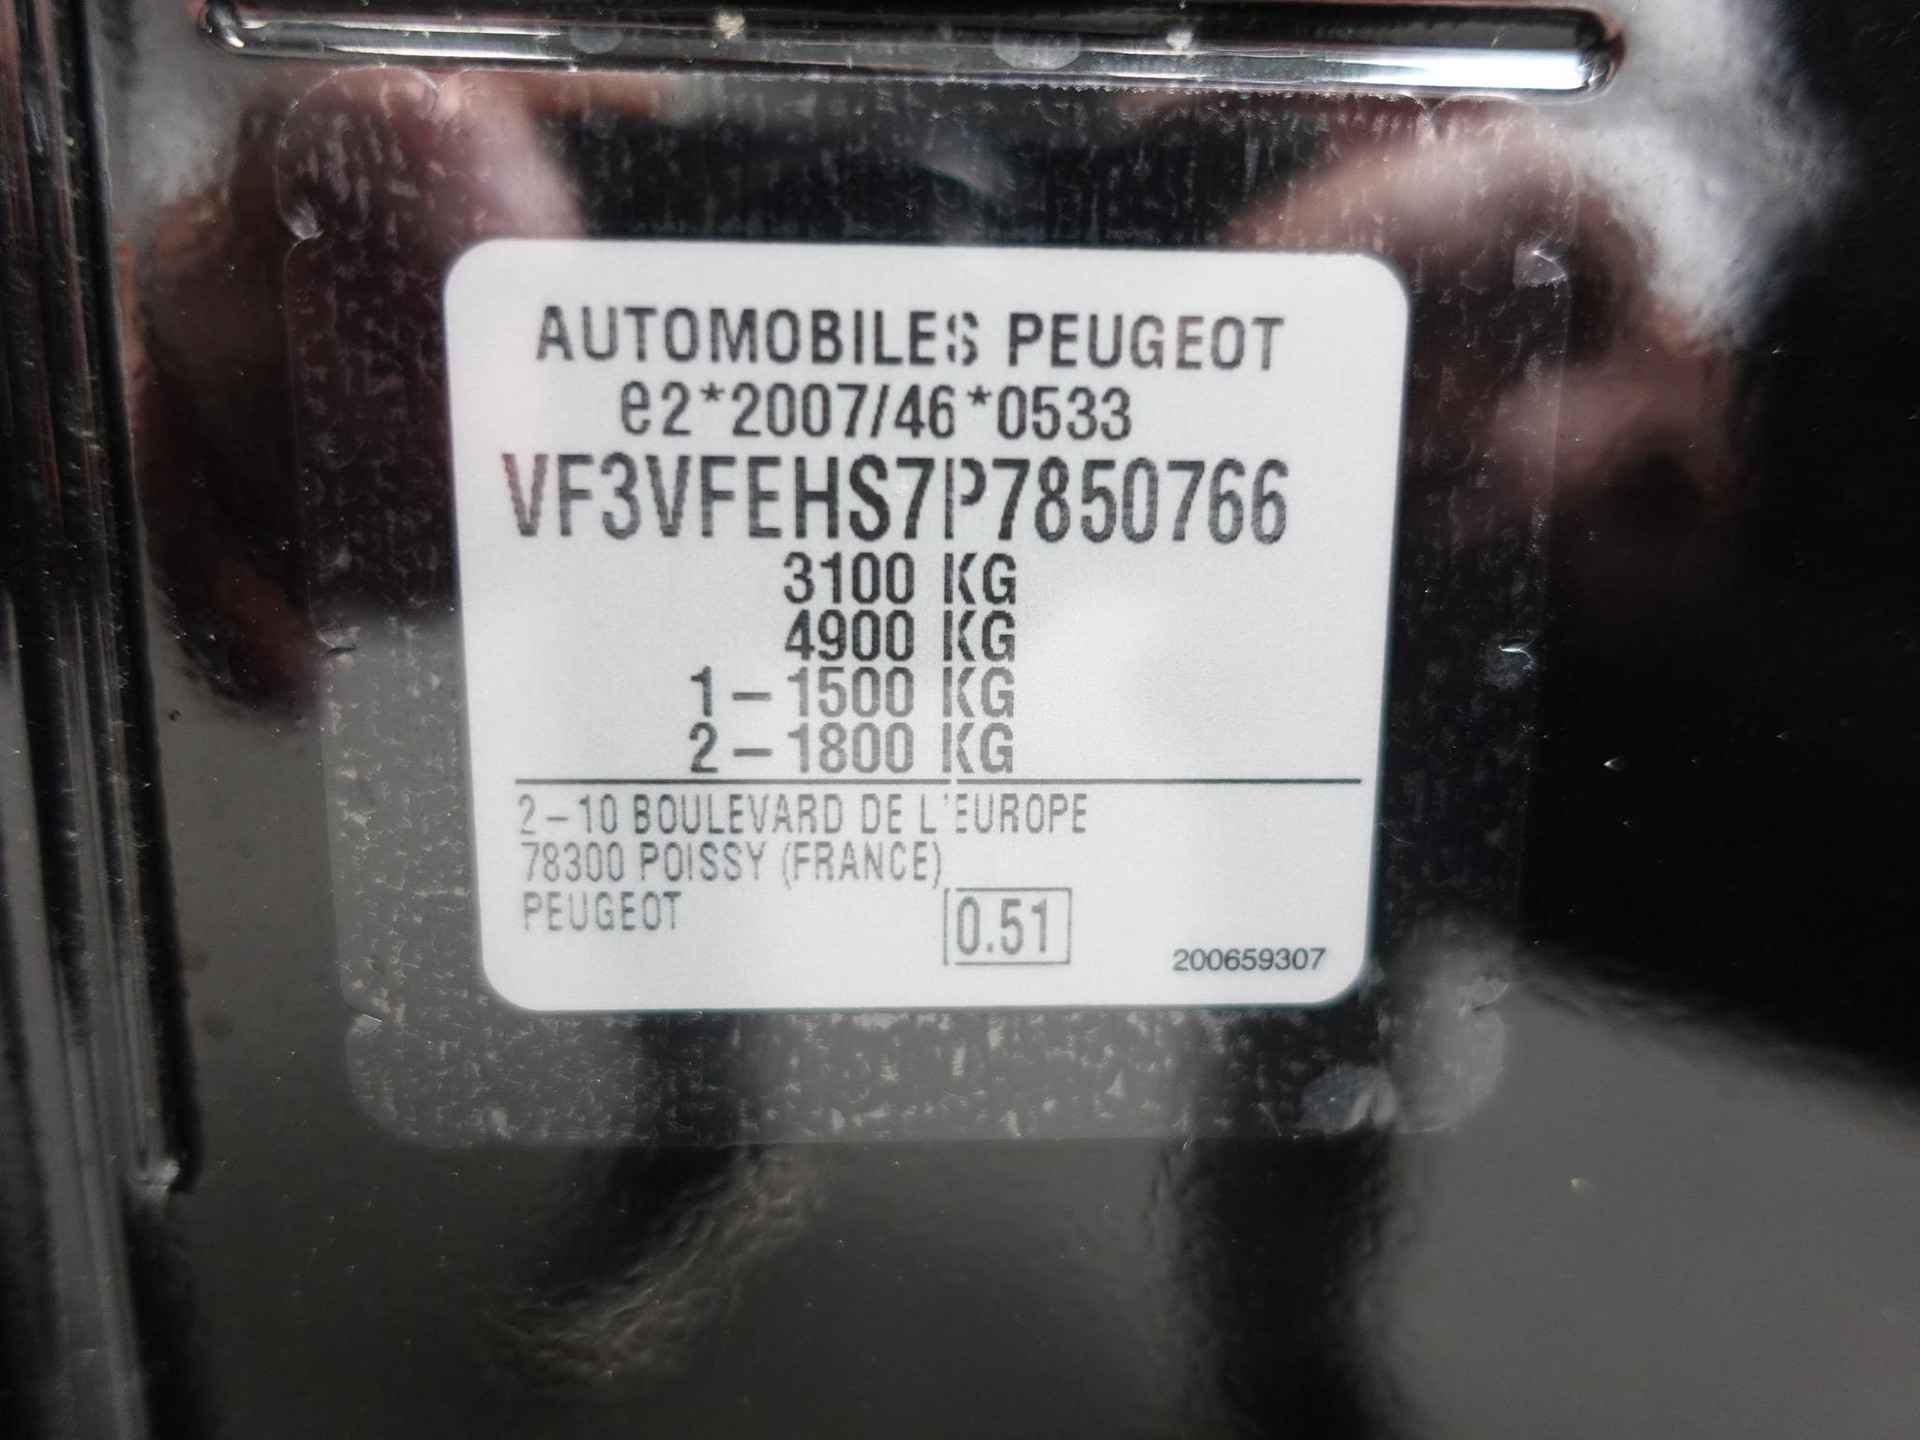 AUTOMOBILES PEUGEOT
e2*2007/46*0533
VF3VFEHS7P7850766
3100 KG
4900 KG
1-1500 KG
2-1800 KG
2-10 BOULEVARD DE L'EUROPE
78300 POISSY (FRANCE)
PEUGEOT
0.51
200659307